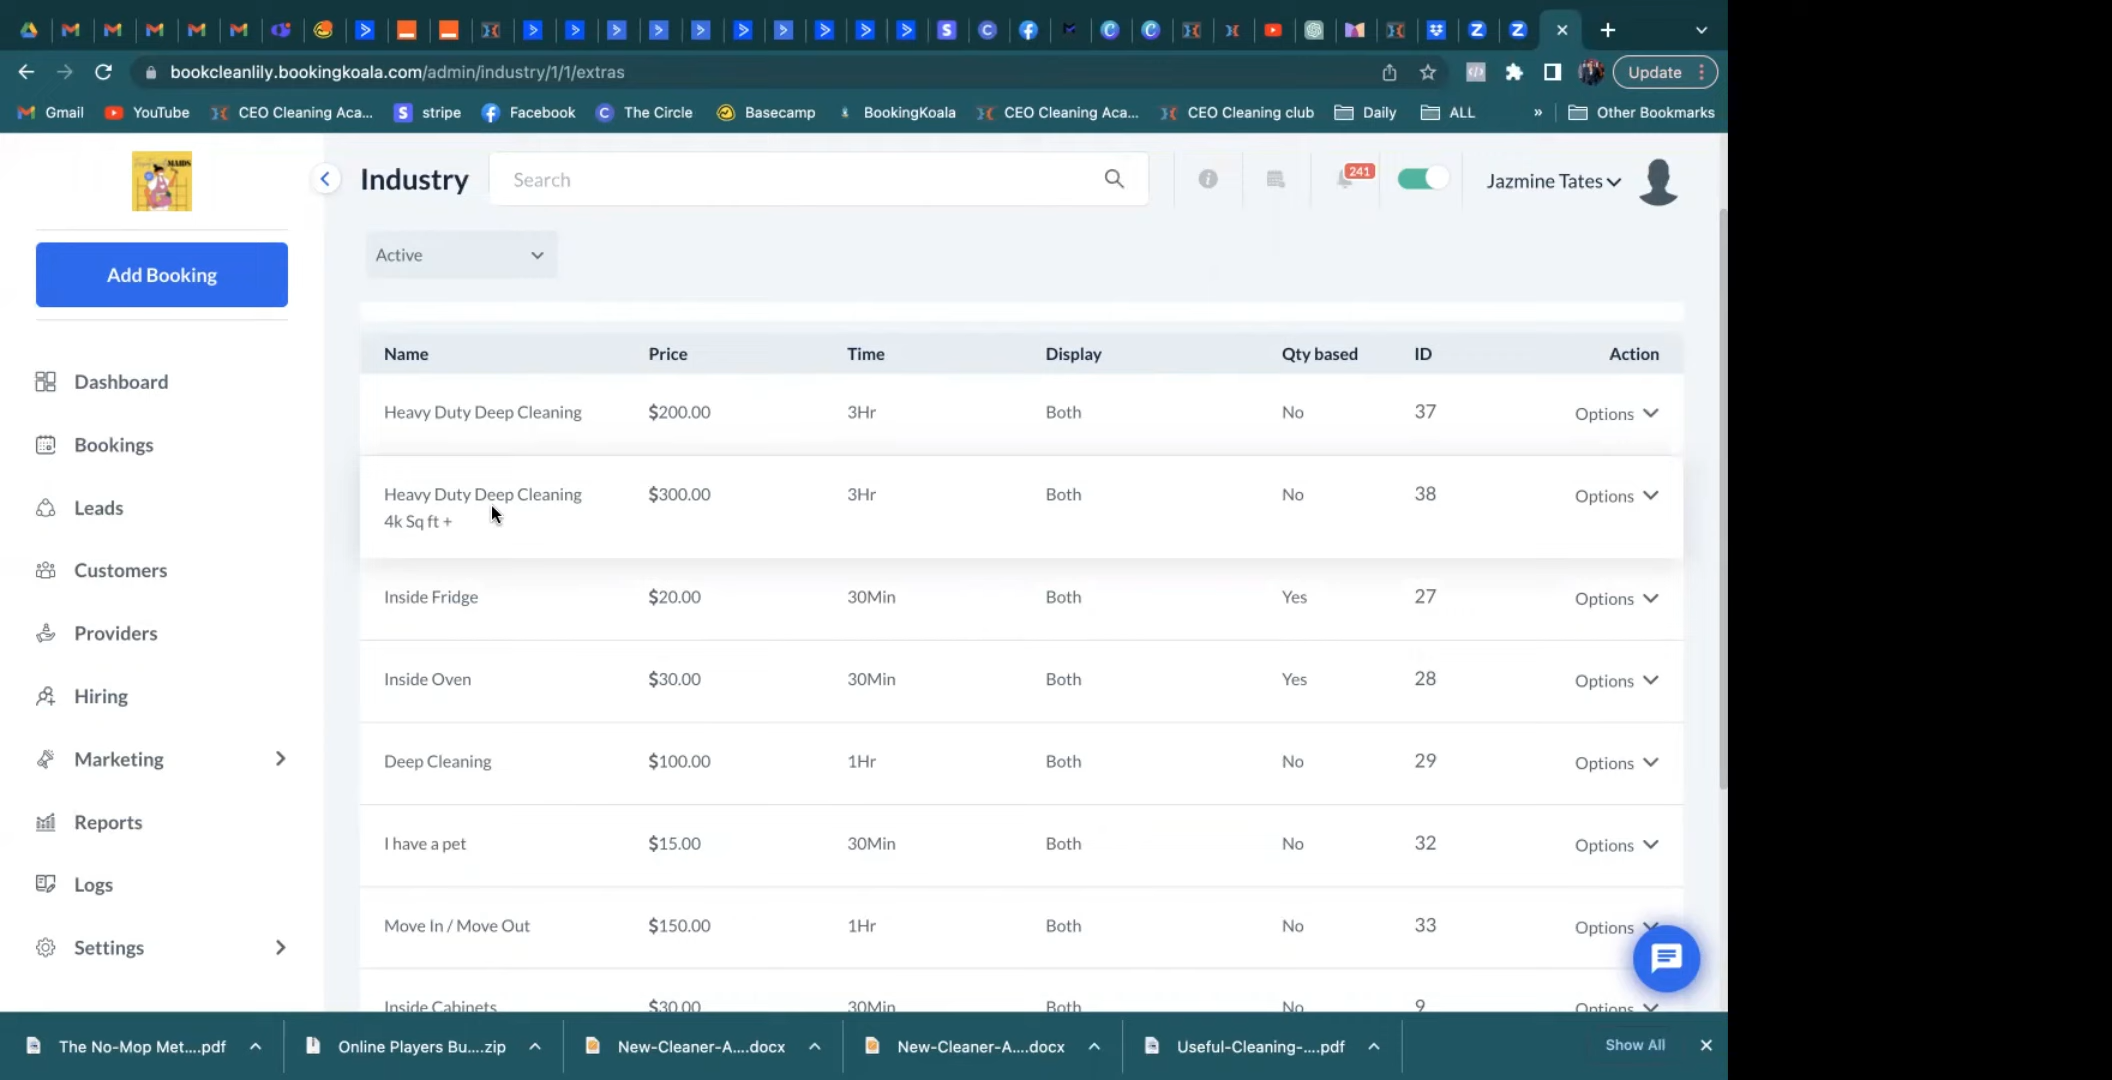 bookcleanlily.bookingkoala.com/admin/industry/1/1/extras
Update
Gmail YouTube CEO Cleaning Aca... stripe Facebook The Circle Basecamp BookingKoala CEO Cleaning Aca... CEO Cleaning club Daily ALL » Other Bookmarks
MAIDS
Industry
Search
241
Jazmine Tates
Add Booking
Active
Name Price Time Display Qty based ID Action
Heavy Duty Deep Cleaning $200.00 3Hr Both No 37 Options
Heavy Duty Deep Cleaning $300.00 3Hr Both No 38 Options
4k Sq ft +
Inside Fridge $20.00 30Min Both Yes 27 Options
Inside Oven $30.00 30Min Both Yes 28 Options
Deep Cleaning $100.00 1Hr Both No 29 Options
I have a pet $15.00 30Min Both No 32 Options
Move In / Move Out $150.00 1Hr Both No 33 Options
Inside Cabinets $30.00 30Min Both No 9 Options
Dashboard
Bookings
Leads
Customers
Providers
Hiring
Marketing
Reports
Logs
Settings
The No-Mop Met....pdf Online Players Bu....zip New-Cleaner-A....docx New-Cleaner-A....docx Useful-Cleaning-....pdf Show All